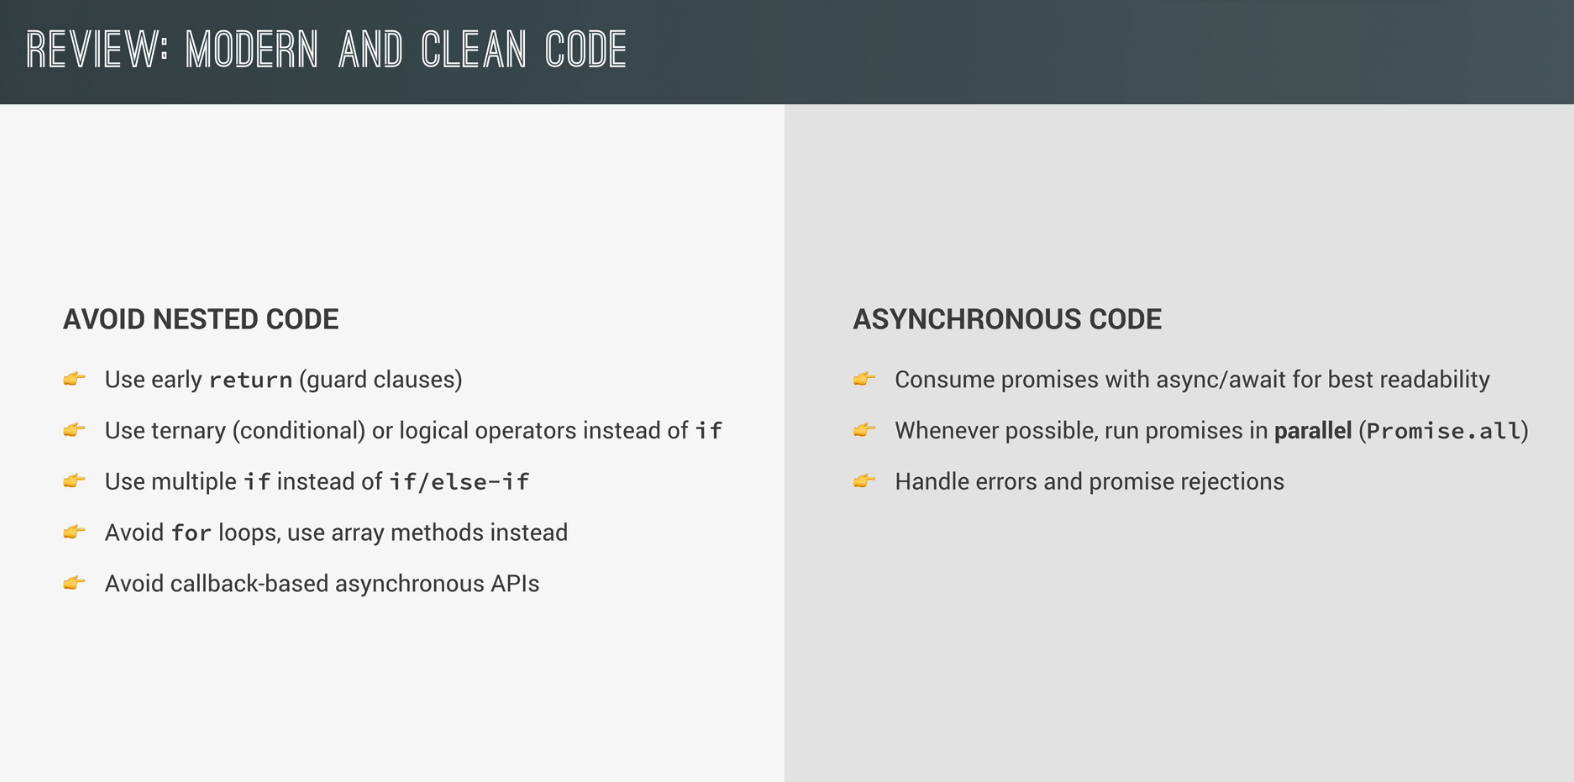 REVIEW: MODERN AND CLEAN CODE
AVOID NESTED CODE
👉 Use early return (guard clauses)
👉 Use ternary (conditional) or logical operators instead of if
👉 Use multiple if instead of if/else-if
👉 Avoid for loops, use array methods instead
👉 Avoid callback-based asynchronous APIs
ASYNCHRONOUS CODE
👉 Consume promises with async/await for best readability
👉 Whenever possible, run promises in parallel (Promise.all)
👉 Handle errors and promise rejections